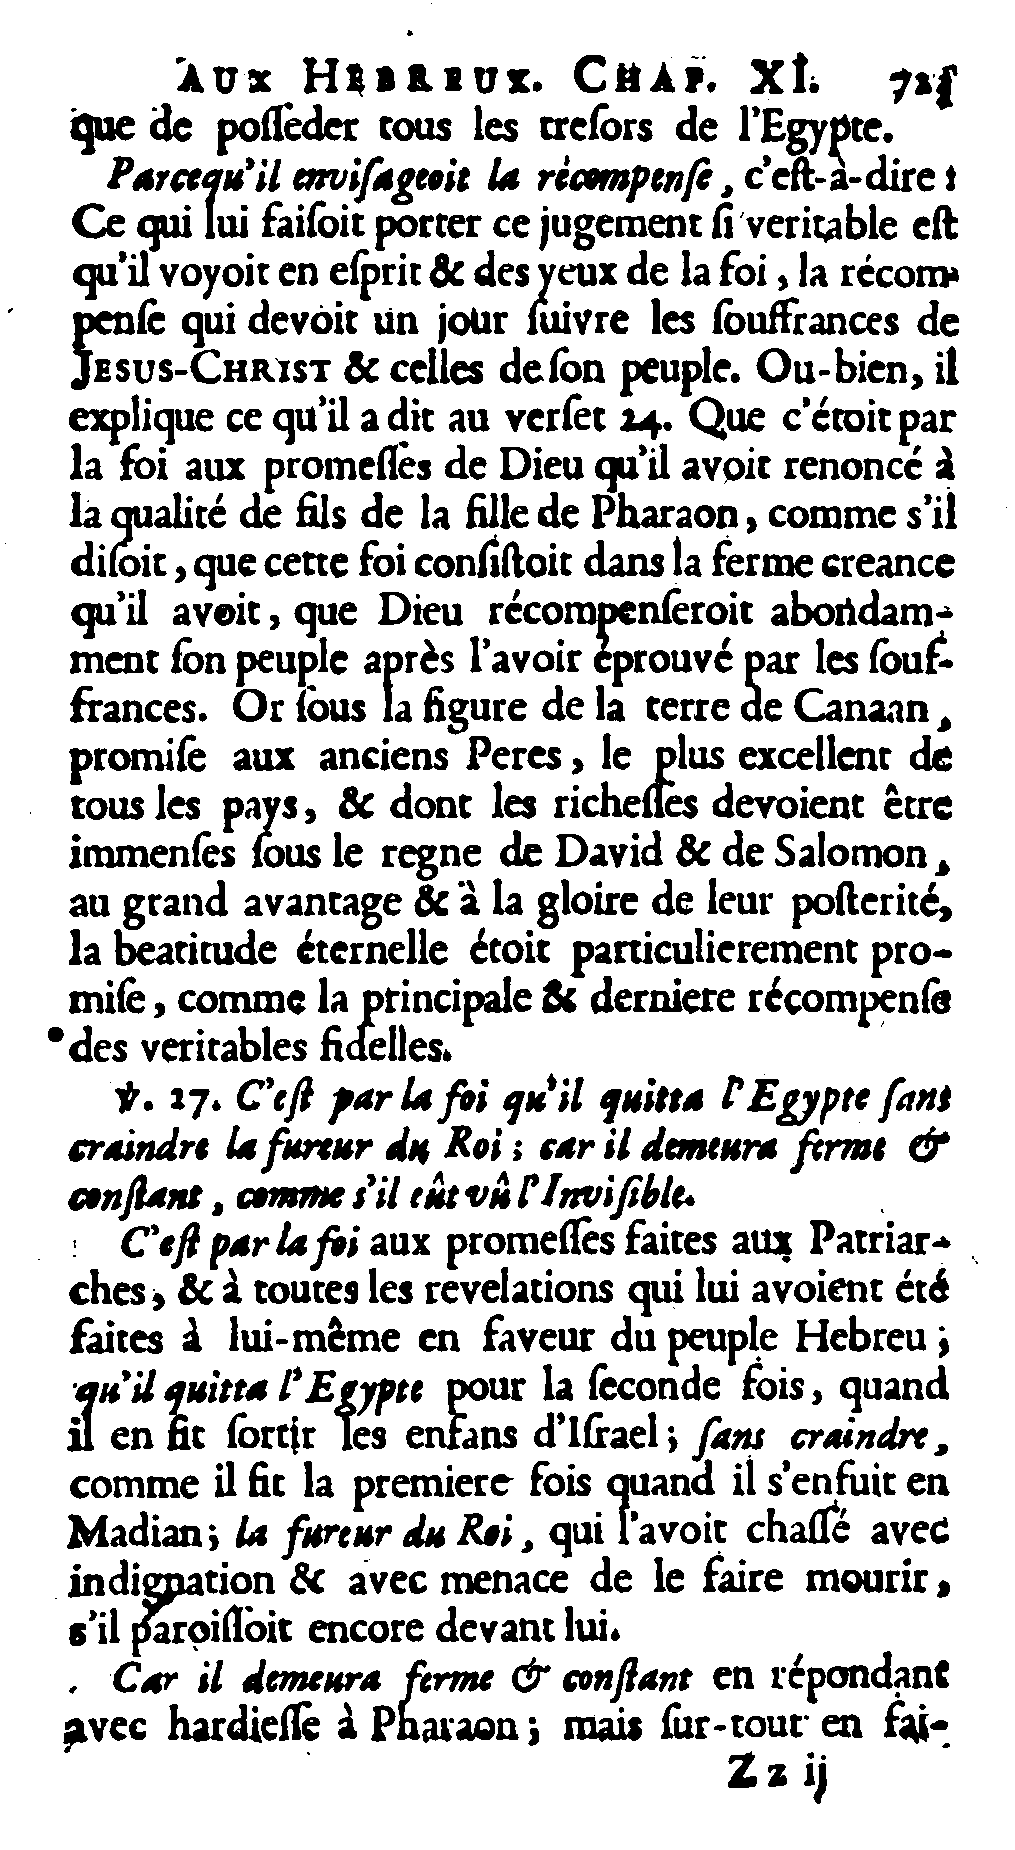 AUX HEBREUX. CHAP. XI. 725
que de posseder tous les tresors de l'Egypte.
Parcequ'il envisageoit la récompense, c'est-à-dire:
Ce qui lui faisoit porter ce jugement si veritable est
qu'il voyoit en esprit & des yeux de la foi, la récom-
pense qui devoit un jour suivre les souffrances de
JESUS-CHRIST & celles de son peuple. Ou-bien, il
explique ce qu'il a dit au verset 24. Que c'étoit par
la foi aux promesses de Dieu qu'il avoit renoncé à
la qualité de fils de la fille de Pharaon, comme s'il
disoit, que cette foi consistoit dans la ferme creance
qu'il avoit, que Dieu récompenseroit abondam-
ment son peuple après l'avoir éprouvé par les souf-
frances. Or sous la figure de la terre de Canaan,
promise aux anciens Peres, le plus excellent de
tous les pays, & dont les richesses devoient être
immenses sous le regne de David & de Salomon,
au grand avantage & à la gloire de leur posterité,
la beatitude éternelle étoit particulierement pro-
mise, comme la principale & derniere récompense
des veritables fidelles.
℣. 27. C'est par la foi qu'il quitta l'Egypte sans
craindre la fureur du Roi; car il demeura ferme &
constant, comme s'il eût vû l'Invisible.
C'est par la foi aux promesses faites aux Patriar-
ches, & à toutes les revelations qui lui avoient été
faites à lui-même en faveur du peuple Hebreu;
qu'il quitta l'Egypte pour la seconde fois, quand
il en fit sortir les enfans d'Israel; sans craindre,
comme il fit la premiere fois quand il s'enfuit en
Madian; la fureur du Roi, qui l'avoit chassé avec
indignation & avec menace de le faire mourir,
s'il paroissoit encore devant lui.
Car il demeura ferme & constant en répondant
avec hardiesse à Pharaon; mais sur-tout en fai-
Zz ij